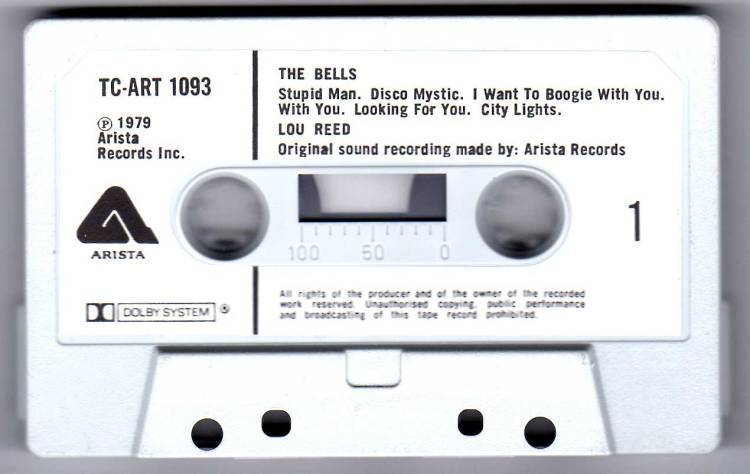 TC-ART 1093
℗ 1979
Arista
Records Inc.
ARISTA
DOLBY SYSTEM ®
THE BELLS
Stupid Man. Disco Mystic. I Want To Boogie With You.
With You. Looking For You. City Lights.
LOU REED
Original sound recording made by: Arista Records
100 50 0
1
All rights of the producer and of the owner of the recorded
work reserved. Unauthorised copying, public performance
and broadcasting of this tape record prohibited.